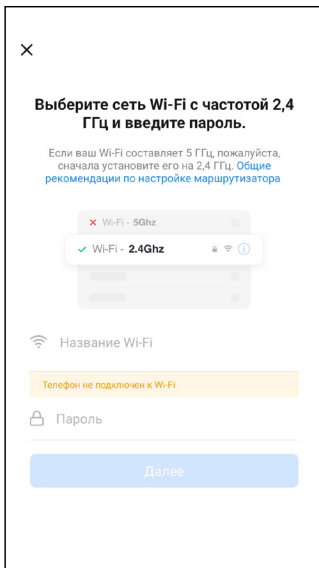 Выберите сеть Wi-Fi с частотой 2,4
ГГц и введите пароль.
Если ваш Wi-Fi составляет 5 ГГц, пожалуйста,
сначала установите его на 2,4 ГГц. Общие
рекомендации по настройке маршрутизатора
Wi-Fi - 5Ghz
Wi-Fi - 2.4Ghz
Название Wi-Fi
Телефон не подключен к Wi-Fi
Пароль
Далее